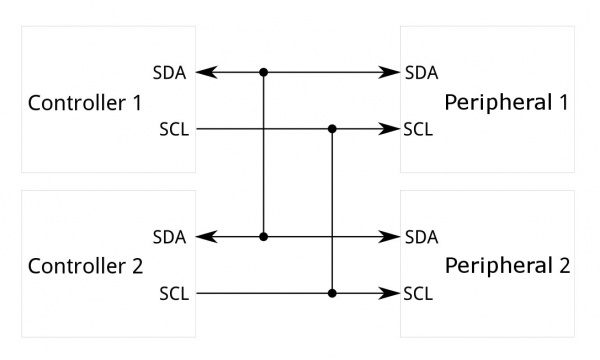 SDA
SDA
Controller 1
Peripheral 1
SCL
SCL
SDA
SDA
Controller 2
Peripheral 2
SCL
SCL